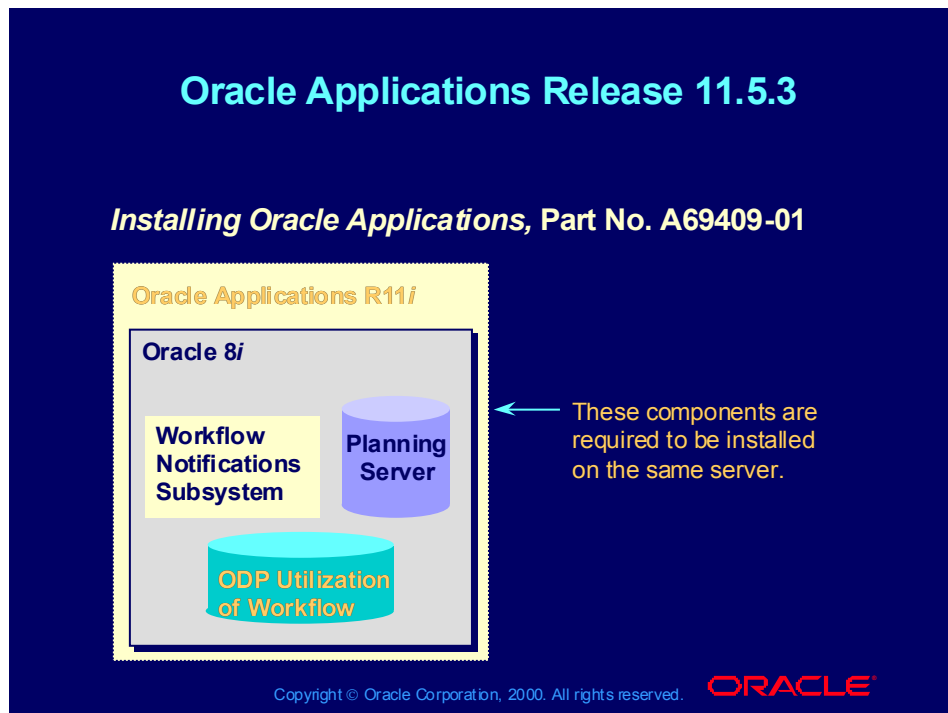 Oracle Applications Release 11.5.3
Installing Oracle Applications, Part No. A69409-01
Oracle Applications R11i
Oracle 8i
Workflow
Notifications
Subsystem
Planning
Server
ODP Utilization
of Workflow
These components are
required to be installed
on the same server.
Copyright © Oracle Corporation, 2000. All rights reserved.
ORACLE®